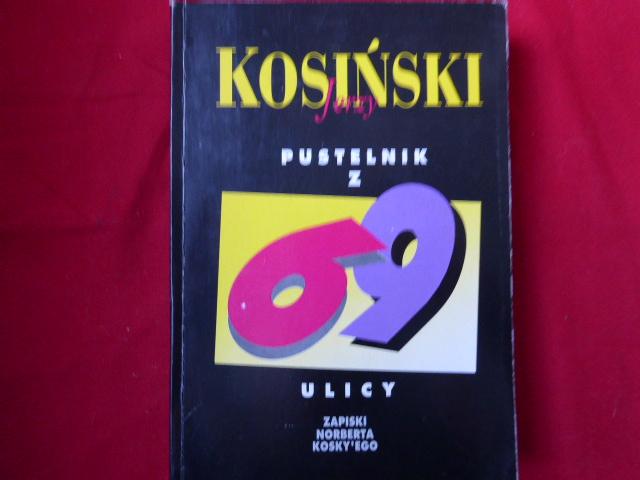 KOSIŃSKI
Jerzy
PUSTELNIK
Z
69
ULICY
ZAPISKI
NORBERTA
KOSKY'EGO